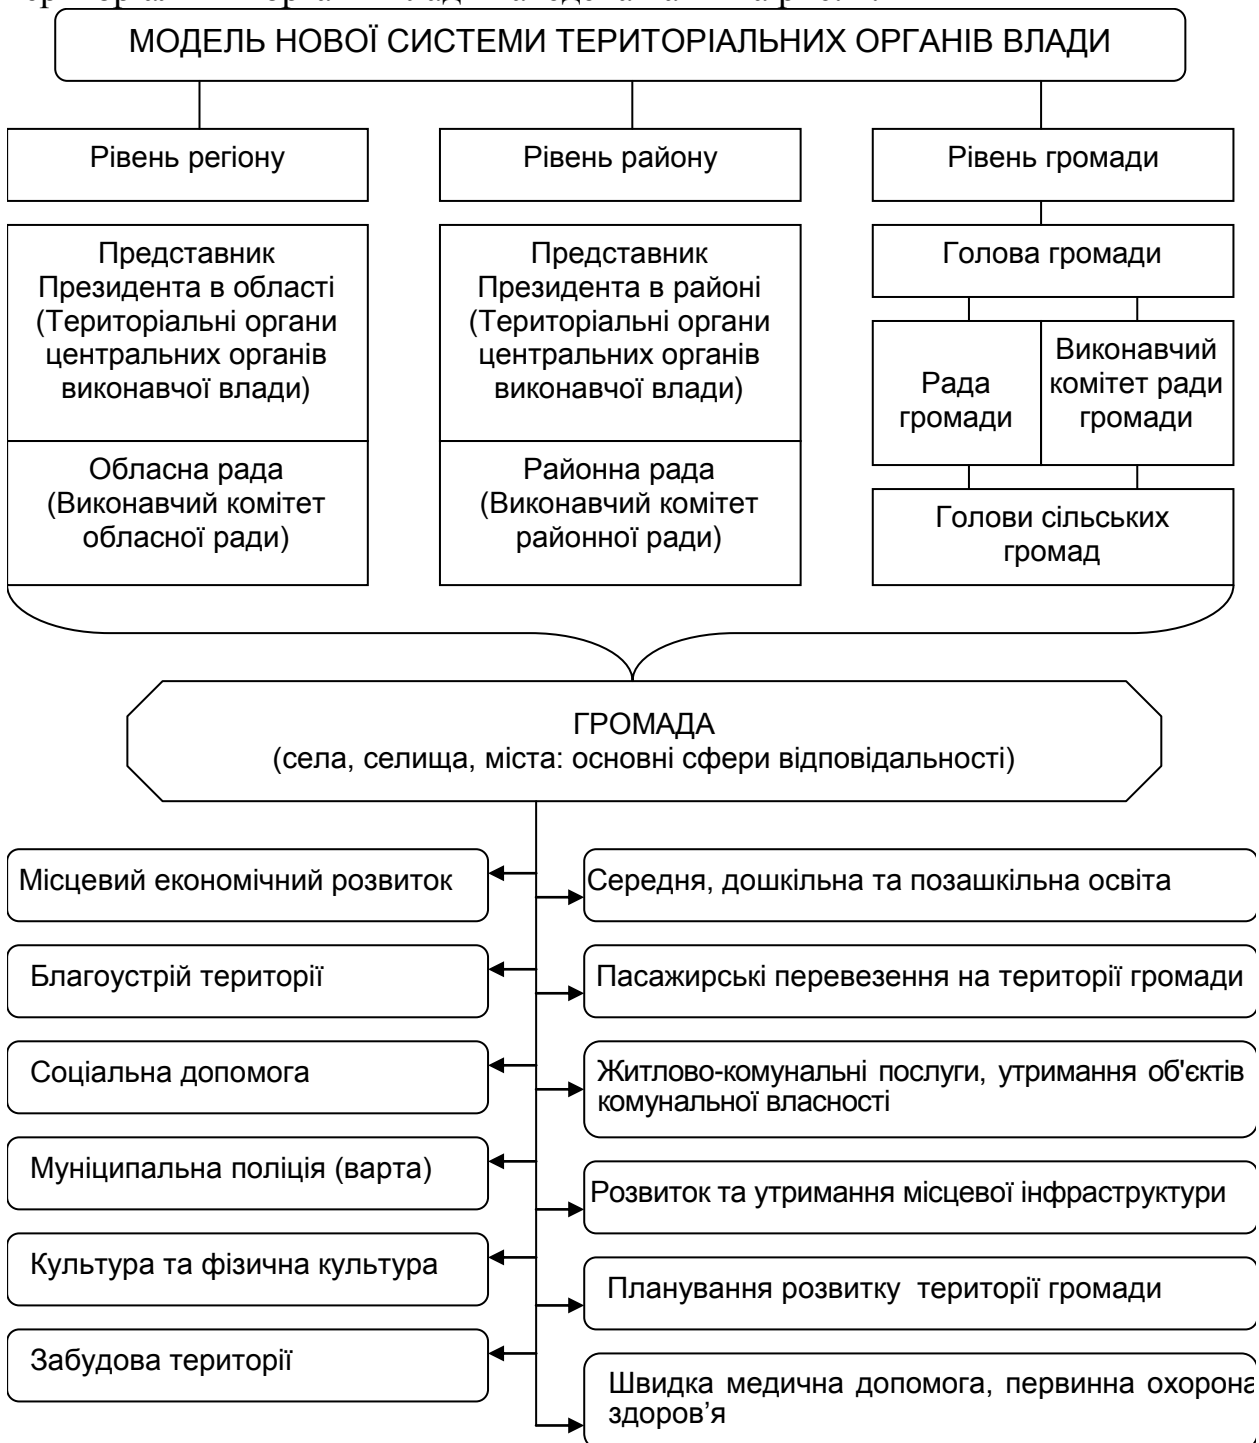 МОДЕЛЬ НОВОЇ СИСТЕМИ ТЕРИТОРІАЛЬНИХ ОРГАНІВ ВЛАДИ
Рівень регіону
Рівень району
Рівень громади
Представник
Президента в області
(Територіальні органи
центральних органів
виконавчої влади)
Обласна рада
(Виконавчий комітет
обласної ради)
Представник
Президента в районі
(Територіальні органи
центральних органів
виконавчої влади)
Районна рада
(Виконавчий комітет
районної ради)
Голова громади
Рада
громади
Виконавчий
комітет ради
громади
Голови сільських
громад
ГРОМАДА
(села, селища, міста: основні сфери відповідальності)
Місцевий економічний розвиток
Середня, дошкільна та позашкільна освіта
Благоустрій території
Пасажирські перевезення на території громади
Соціальна допомога
Житлово-комунальні послуги, утримання об'єктів
комунальної власності
Муніципальна поліція (варта)
Розвиток та утримання місцевої інфраструктури
Культура та фізична культура
Планування розвитку території громади
Забудова території
Швидка медична допомога, первинна охорона
здоров’я